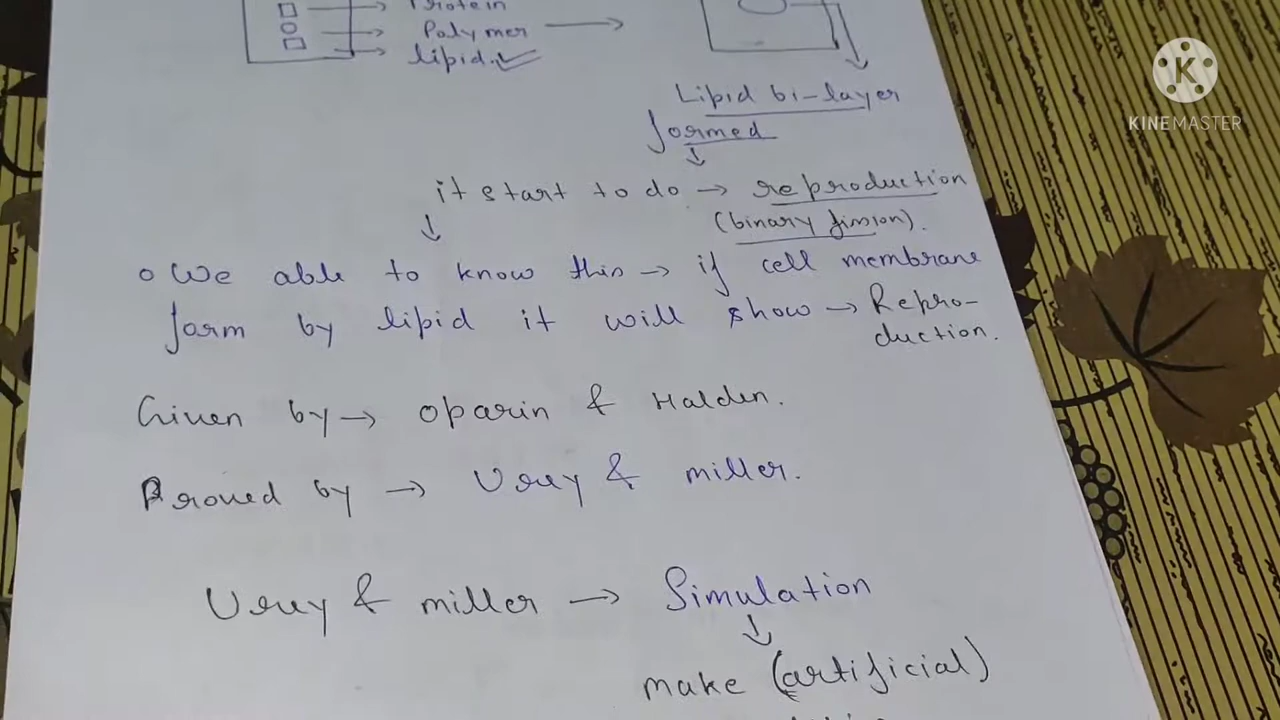 Protein
Polymer
lipid.
Lipid bi-layer
formed
it start to do → reproduction
(binary fission).
We able to know this → if cell membrane
form by lipid it will show → Repro-
duction.
Given by → Oparin & Halden.
Proved by → Urey & miller.
Urey & miller → Simulation
make (artificial)
K
KINEMASTER